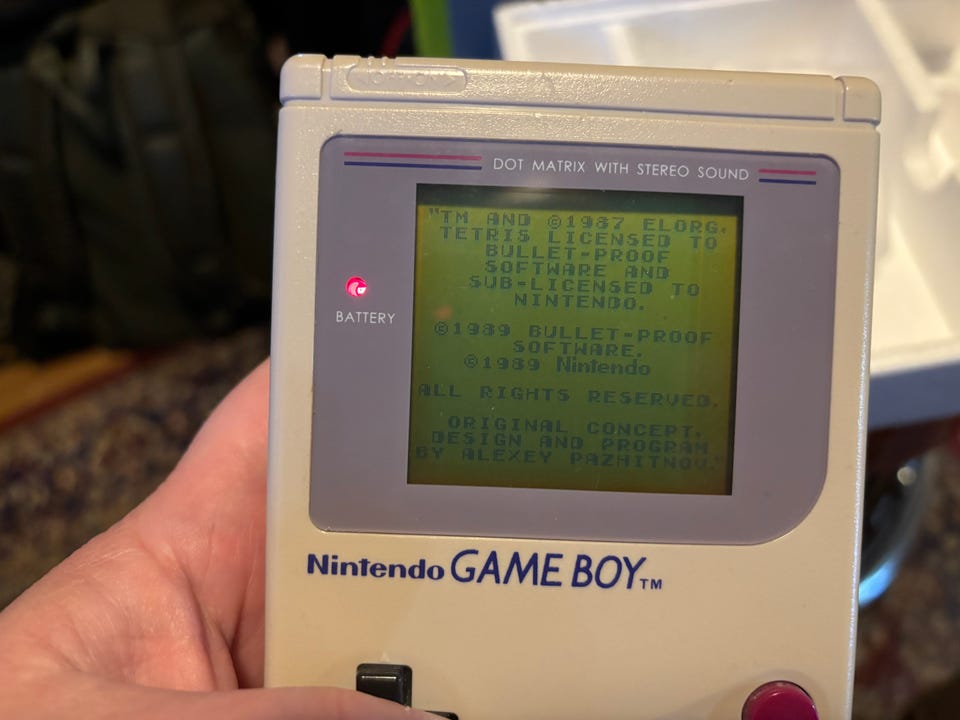 DOT MATRIX WITH STEREO SOUND
"TM AND ©1987 ELORG,
TETRIS LICENSED TO
BULLET-PROOF
SOFTWARE AND
SUB-LICENSED TO
NINTENDO.
©1989 BULLET-PROOF
SOFTWARE.
©1989 Nintendo
ALL RIGHTS RESERVED.
ORIGINAL CONCEPT,
DESIGN AND PROGRAM
BY ALEXEY PAZHITNOV."
BATTERY
Nintendo GAME BOY TM